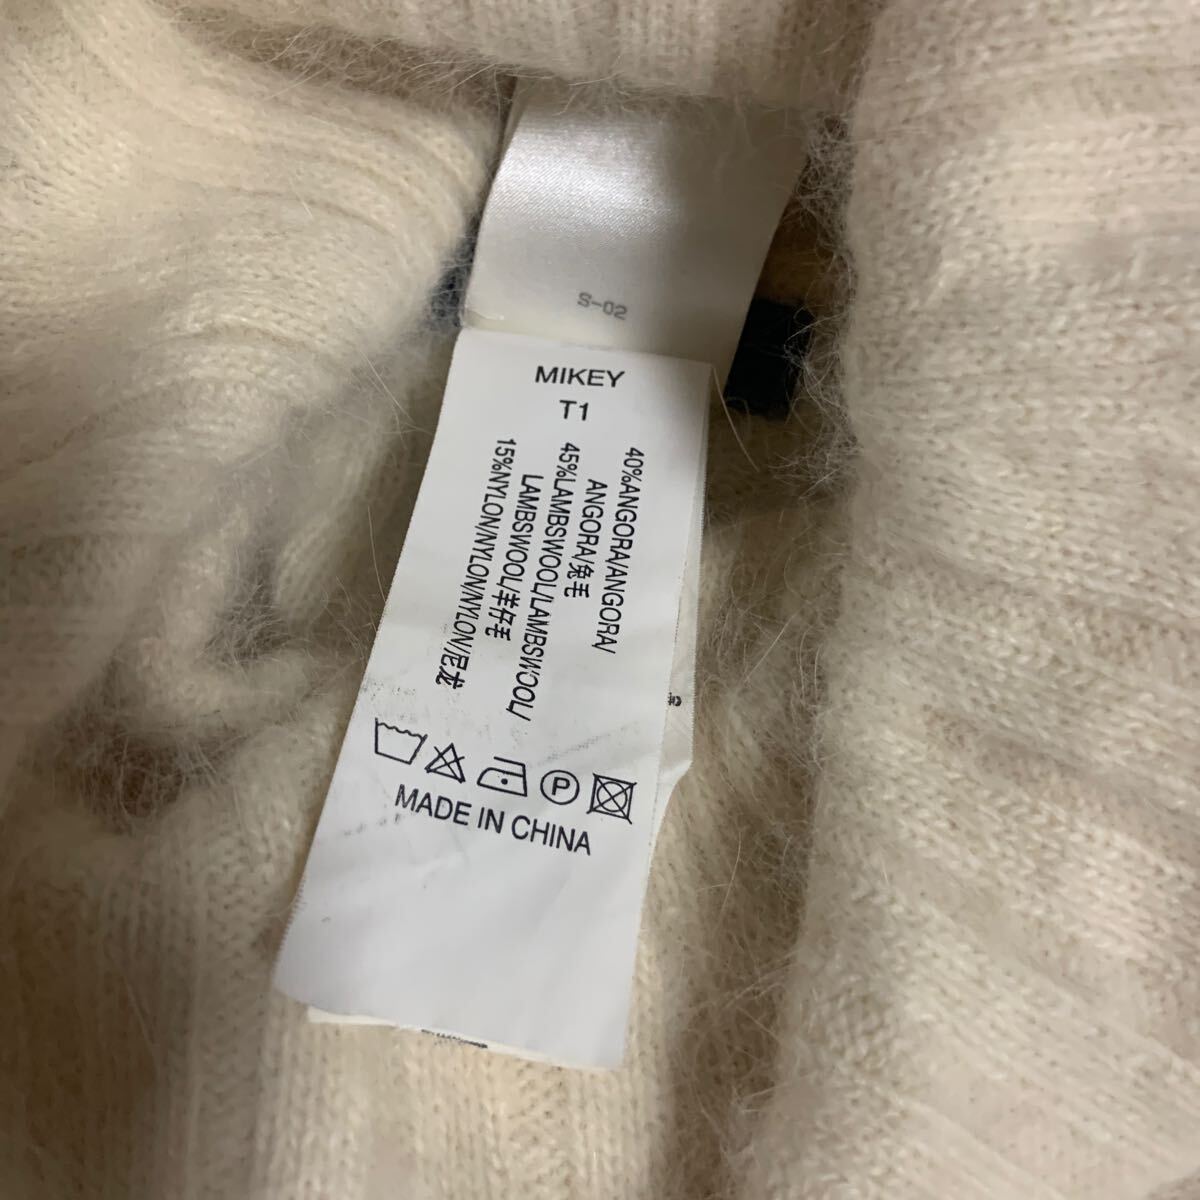 S-02
MIKEY
T1
40%ANGORA/ANGORA/
ANGORA/兔毛
45%LAMBSWOOL/LAMBSWOOL/
LAMBSWOOL/羊仔毛
15%NYLON/NYLON/NYLON/尼龙
P
MADE IN CHINA